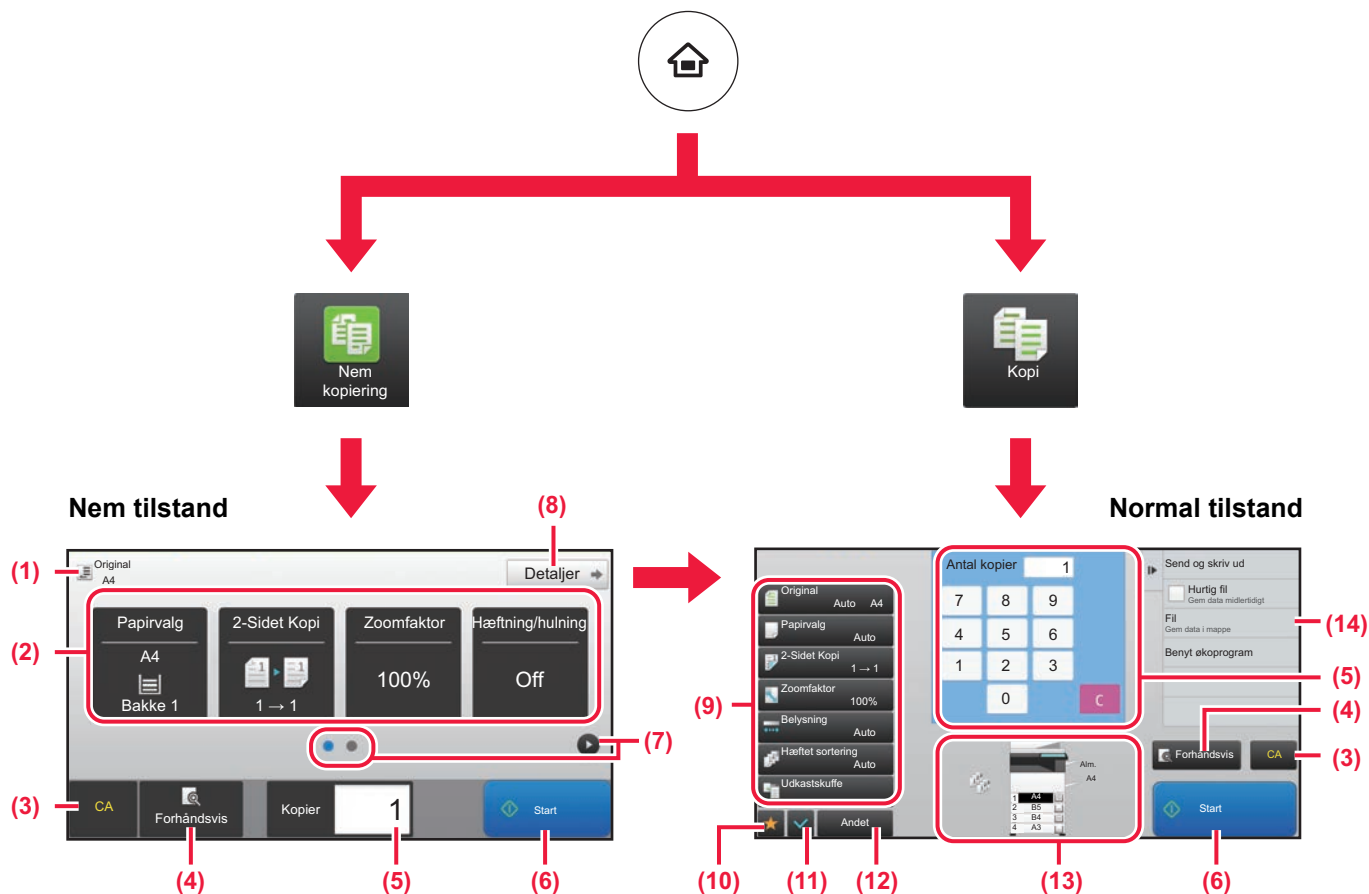 Nem
kopiering
Kopi
Nem tilstand
Normal tilstand
(8)
(1)
Original
A4
Detaljer
(2)
Papirvalg
A4
Bakke 1
2-Sidet Kopi
1
1
1 → 1
Zoomfaktor
100%
Hæftning/hulning
Off
(7)
(3)
CA
Forhåndsvis
Kopier
1
Start
(4)
(5)
(6)
(9)
Original
Auto A4
Papirvalg
Auto
2-Sidet Kopi
1 → 1
Zoomfaktor
100%
Belysning
Auto
Hæftet sortering
Auto
Udkastskuffe
Andet
(10)
(11)
(12)
Antal kopier 1
7 8 9
4 5 6
1 2 3
0 C
Alm.
A4
1 A4
2 B5
3 B4
4 A3
(13)
Send og skriv ud
Hurtig fil
Gem data midlertidigt
Fil
Gem data i mappe
Benyt økoprogram
(14)
(5)
(4)
Forhåndsvis
CA
(3)
Start
(6)